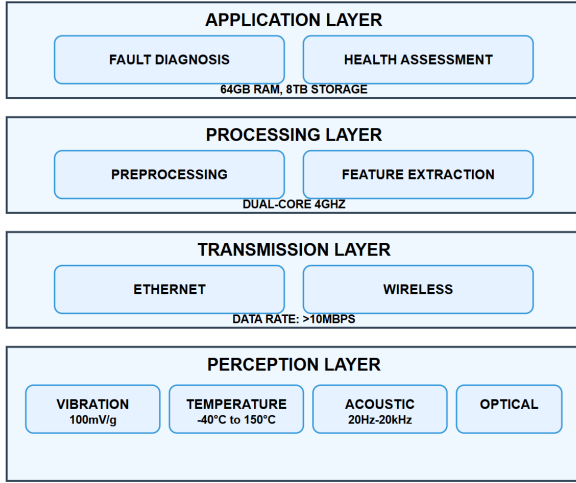 APPLICATION LAYER
FAULT DIAGNOSIS
HEALTH ASSESSMENT
64GB RAM, 8TB STORAGE
PROCESSING LAYER
PREPROCESSING
FEATURE EXTRACTION
DUAL-CORE 4GHZ
TRANSMISSION LAYER
ETHERNET
WIRELESS
DATA RATE: >10MBPS
PERCEPTION LAYER
VIBRATION
100mV/g
TEMPERATURE
-40°C to 150°C
ACOUSTIC
20Hz-20kHz
OPTICAL